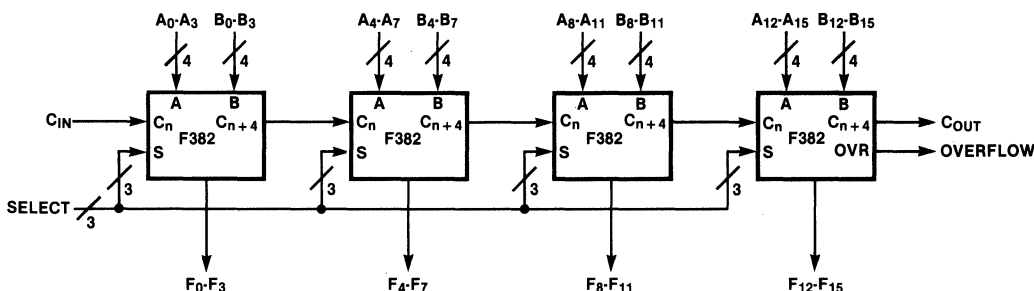 A0-A3 B0-B3 A4-A7 B4-B7 A8-A11 B8-B11 A12-A15 B12-B15
4 4 4 4 4 4 4 4
A B A B A B A B
CIN Cn Cn+4 Cn Cn+4 Cn Cn+4 Cn Cn+4 COUT
F382 F382 F382 F382
S S S S OVR OVERFLOW
3 3 3 3
SELECT 3
F0-F3 F4-F7 F8-F11 F12-F15